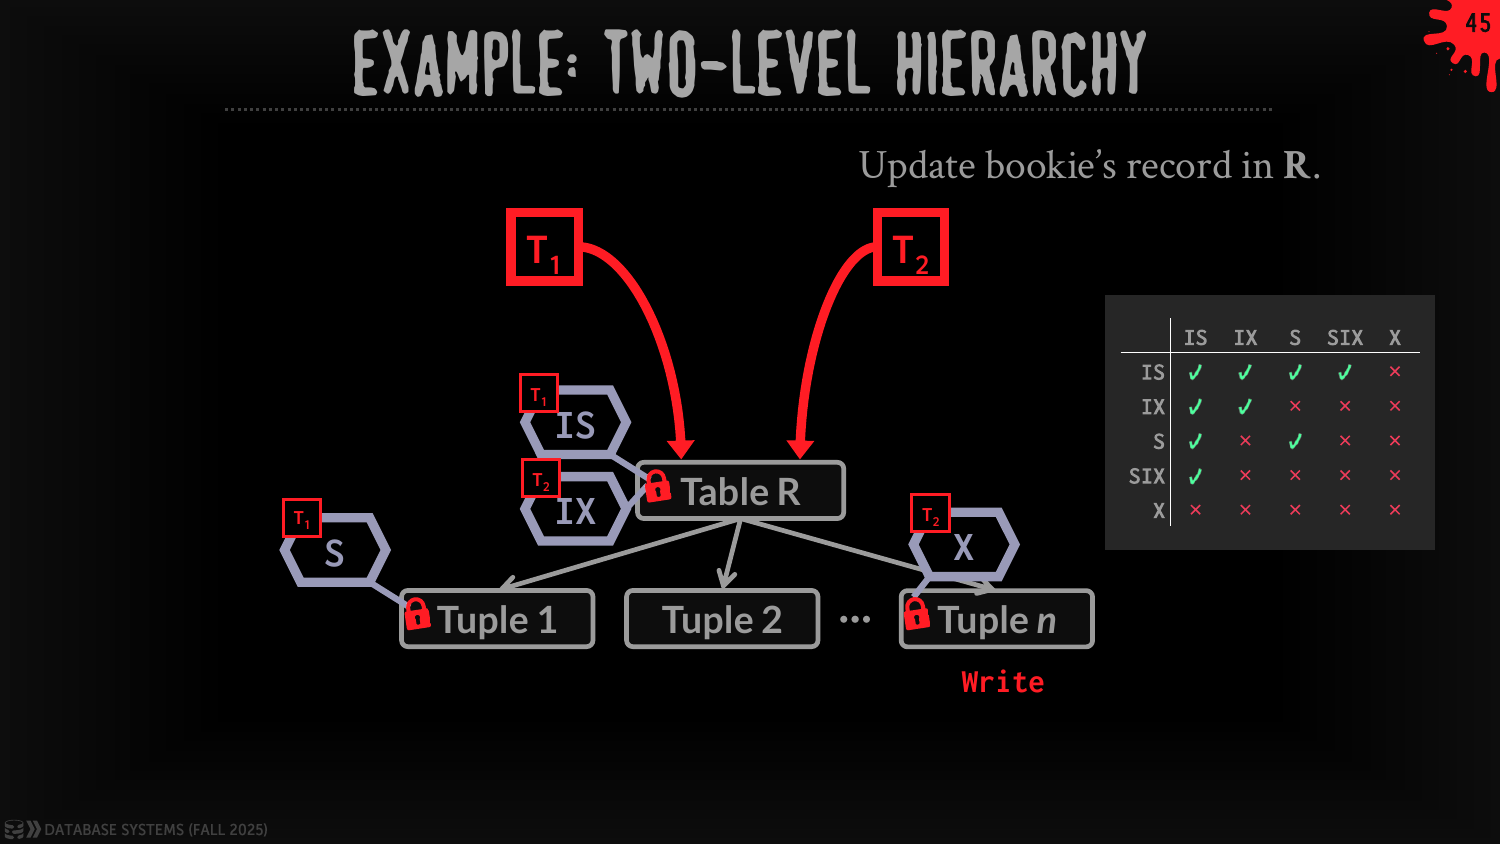 45
EXAMPLE: TWO-LEVEL HIERARCHY
Update bookie's record in R.
T1
T2
IS IX S SIX X
IS ✓ ✓ ✓ ✓ ×
IX ✓ ✓ × × ×
S ✓ × ✓ × ×
SIX ✓ × × × ×
X × × × × ×
T1
IS
T2
IX
Table R
T1
S
T2
X
Tuple 1
Tuple 2
...
Tuple n
Write
DATABASE SYSTEMS (FALL 2025)